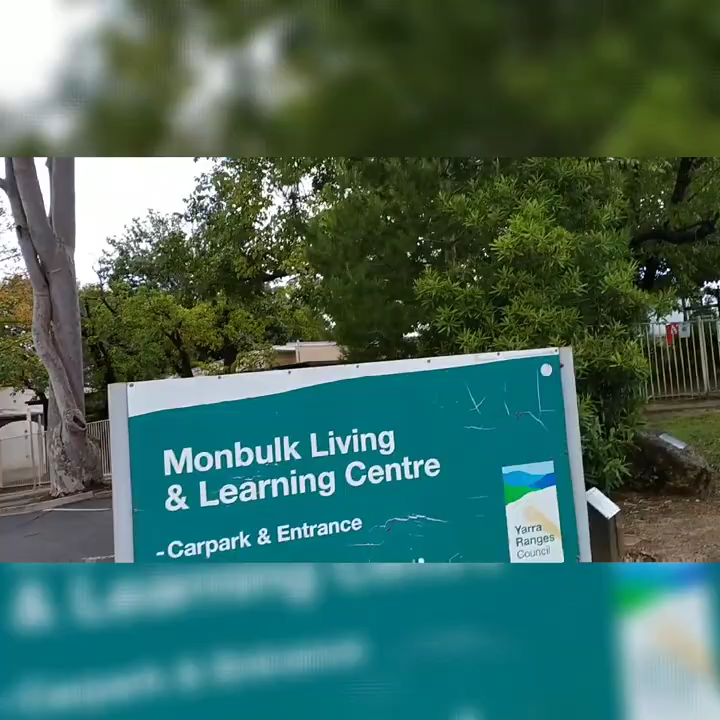 Monbulk Living
& Learning Centre
-Carpark & Entrance
Yarra
Ranges
Council